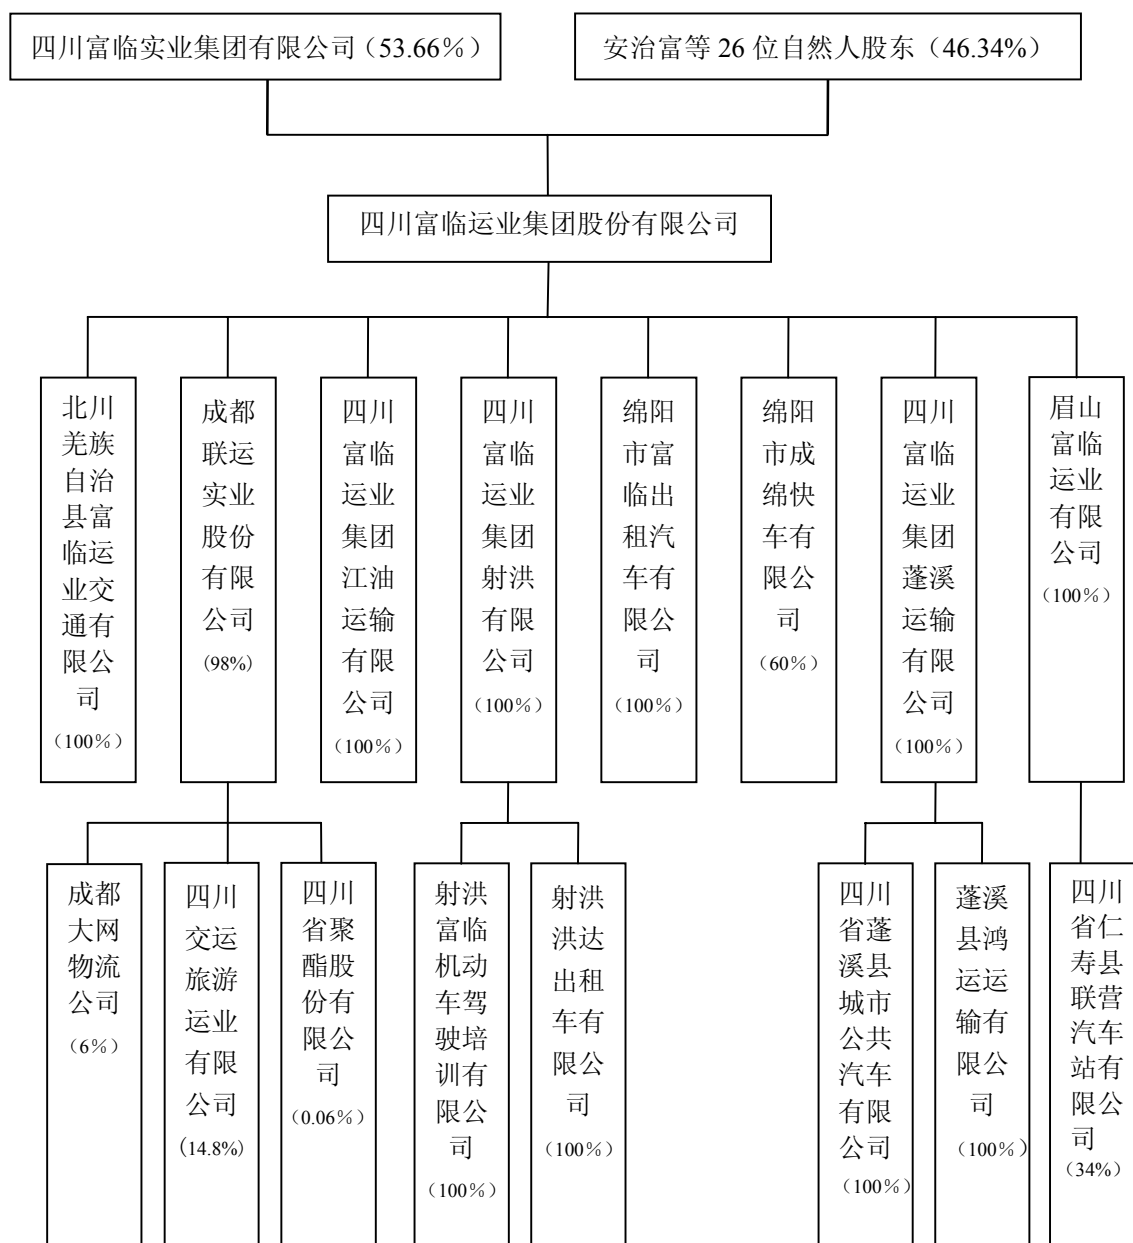 四川富临实业集团有限公司（53.66%）
安治富等 26 位自然人股东（46.34%）
四川富临运业集团股份有限公司
北川
羌族
自治
县富
临运
业交
通有
限公
司
（100%）
成都
联运
实业
股份
有限
公司
(98%)
四川
富临
运业
集团
江油
运输
有限
公司
（100%）
四川
富临
运业
集团
射洪
有限
公司
（100%）
绵阳
市富
临出
租汽
车有
限公
司
（100%）
绵阳
市成
绵快
车有
限公
司
（60%）
四川
富临
运业
集团
蓬溪
运输
有限
公司
（100%）
眉山
富临
运业
有限
公司
（100%）
成都
大网
物流
公司
（6%）
四川
交运
旅游
运业
有限
公司
(14.8%)
四川
省聚
酯股
份有
限公
司
（0.06%）
射洪
富临
机动
车驾
驶培
训有
限公
司
（100%）
射洪
洪达
出租
车有
限公
司
（100%）
四川
省蓬
溪县
城市
公共
汽车
有限
公司
（100%）
蓬溪
县鸿
运运
输有
限公
司
（100%）
四川
省仁
寿县
联营
汽车
站有
限公
司
(34%)